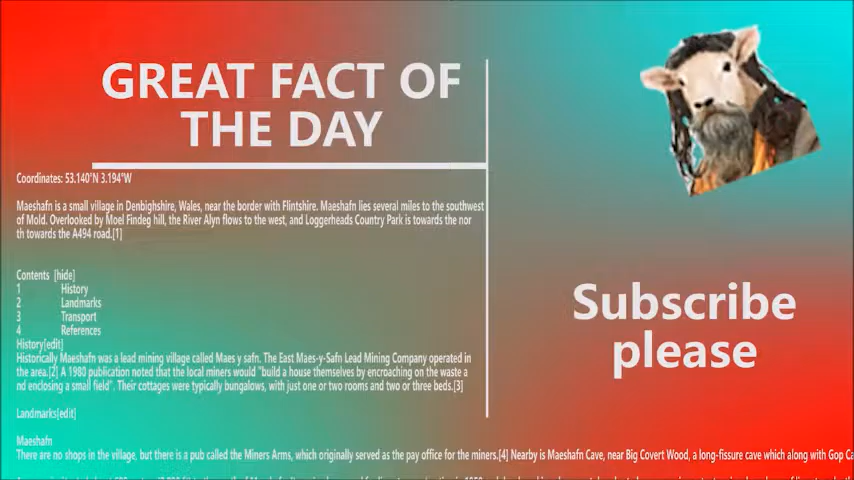 GREAT FACT OF
THE DAY
Coordinates: 53.140°N 3.194°W
Maeshafn is a small village in Denbighshire, Wales, near the border with Flintshire. Maeshafn lies several miles to the southwest
of Mold. Overlooked by Moel Findeg hill, the River Alyn flows to the west, and Loggerheads Country Park is towards the nor
th towards the A494 road.[1]
Contents [hide]
1 History
2 Landmarks
3 Transport
4 References
History[edit]
Historically Maeshafn was a lead mining village called Maes y safn. The East Maes-y-Safn Lead Mining Company operated in
the area.[2] A 1980 publication noted that the local miners would "build a house themselves by encroaching on the waste a
nd enclosing a small field". Their cottages were typically bungalows, with just one or two rooms and two or three beds.[3]
Landmarks[edit]
Maeshafn
There are no shops in the village, but there is a pub called the Miners Arms, which originally served as the pay office for the miners.[4] Nearby is Maeshafn Cave, near Big Covert Wood, a long-fissure cave which along with Gop Ca
Subscribe
please